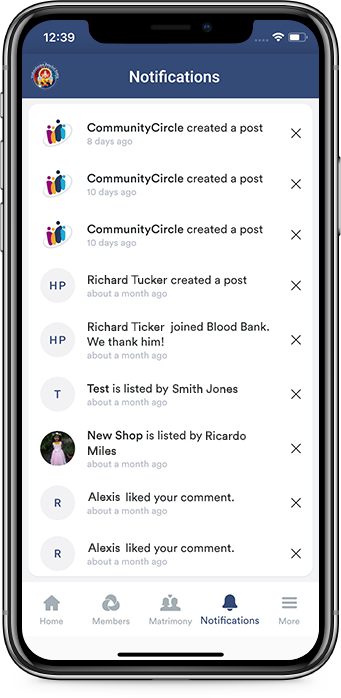 12:39
Notifications
CommunityCircle created a post
8 days ago
CommunityCircle created a post
10 days ago
CommunityCircle created a post
10 days ago
HP
Richard Tucker created a post
about a month ago
HP
Richard Ticker joined Blood Bank.
We thank him!
about a month ago
T
Test is listed by Smith Jones
about a month ago
New Shop is listed by Ricardo
Miles
about a month ago
R
Alexis liked your comment.
about a month ago
R
Alexis liked your comment.
about a month ago
Home
Members
Matrimony
Notifications
More